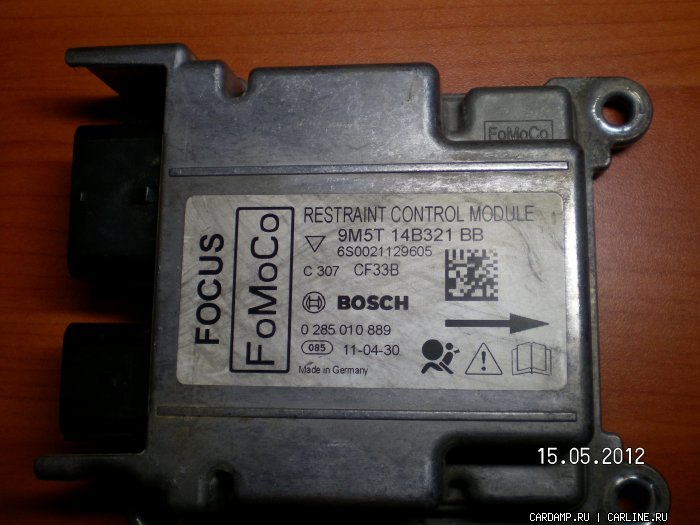 FoMoCo
FOCUS
FoMoCo
RESTRAINT CONTROL MODULE
9M5T 14B321 BB
6S0021129605
C 307 CF33B
BOSCH
0 285 010 889
085 11-04-30
Made in Germany
15.05.2012
CARDAMP.RU | CARLINE.RU